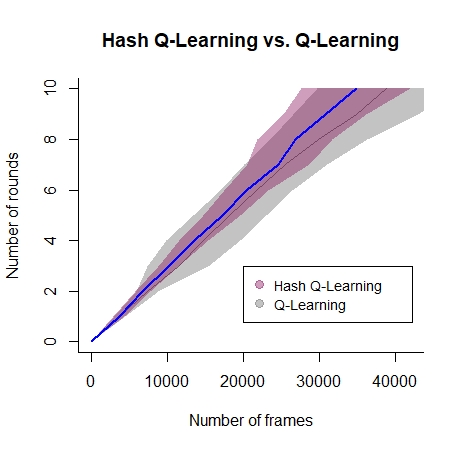 Hash Q-Learning vs. Q-Learning
Number of rounds
10
8
6
4
2
0
Hash Q-Learning
Q-Learning
0 10000 20000 30000 40000
Number of frames